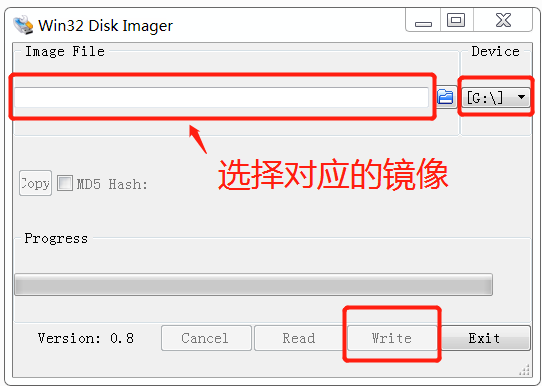 Win32 Disk Imager
Image File
Device
[G:\]
选择对应的镜像
Copy
MD5 Hash:
Progress
Version: 0.8
Cancel
Read
Write
Exit